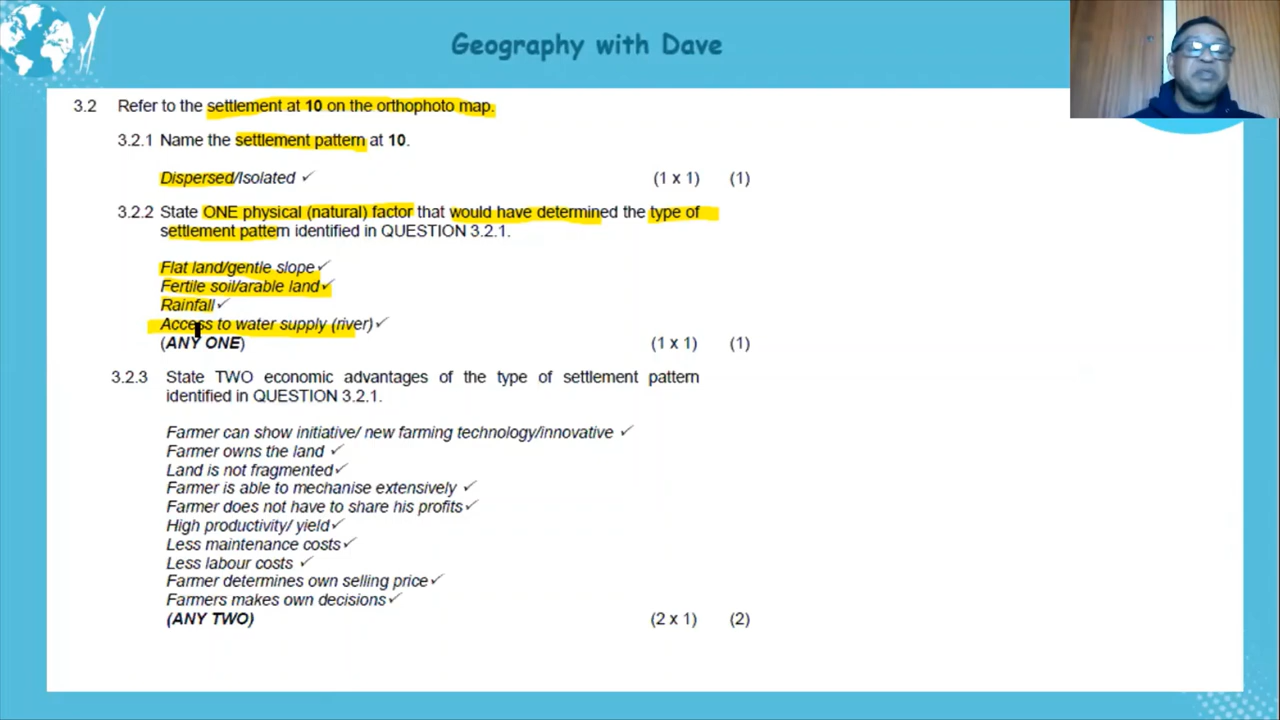 Geography with Dave
3.2 Refer to the settlement at 10 on the orthophoto map.
3.2.1 Name the settlement pattern at 10.
Dispersed/Isolated ✓ (1 x 1) (1)
3.2.2 State ONE physical (natural) factor that would have determined the type of
settlement pattern identified in QUESTION 3.2.1.
Flat land/gentle slope✓
Fertile soil/arable land✓
Rainfall✓
Access to water supply (river)✓
(ANY ONE) (1 x 1) (1)
3.2.3 State TWO economic advantages of the type of settlement pattern
identified in QUESTION 3.2.1.
Farmer can show initiative/ new farming technology/innovative ✓
Farmer owns the land ✓
Land is not fragmented✓
Farmer is able to mechanise extensively ✓
Farmer does not have to share his profits✓
High productivity/ yield✓
Less maintenance costs✓
Less labour costs ✓
Farmer determines own selling price✓
Farmers makes own decisions✓
(ANY TWO) (2 x 1) (2)